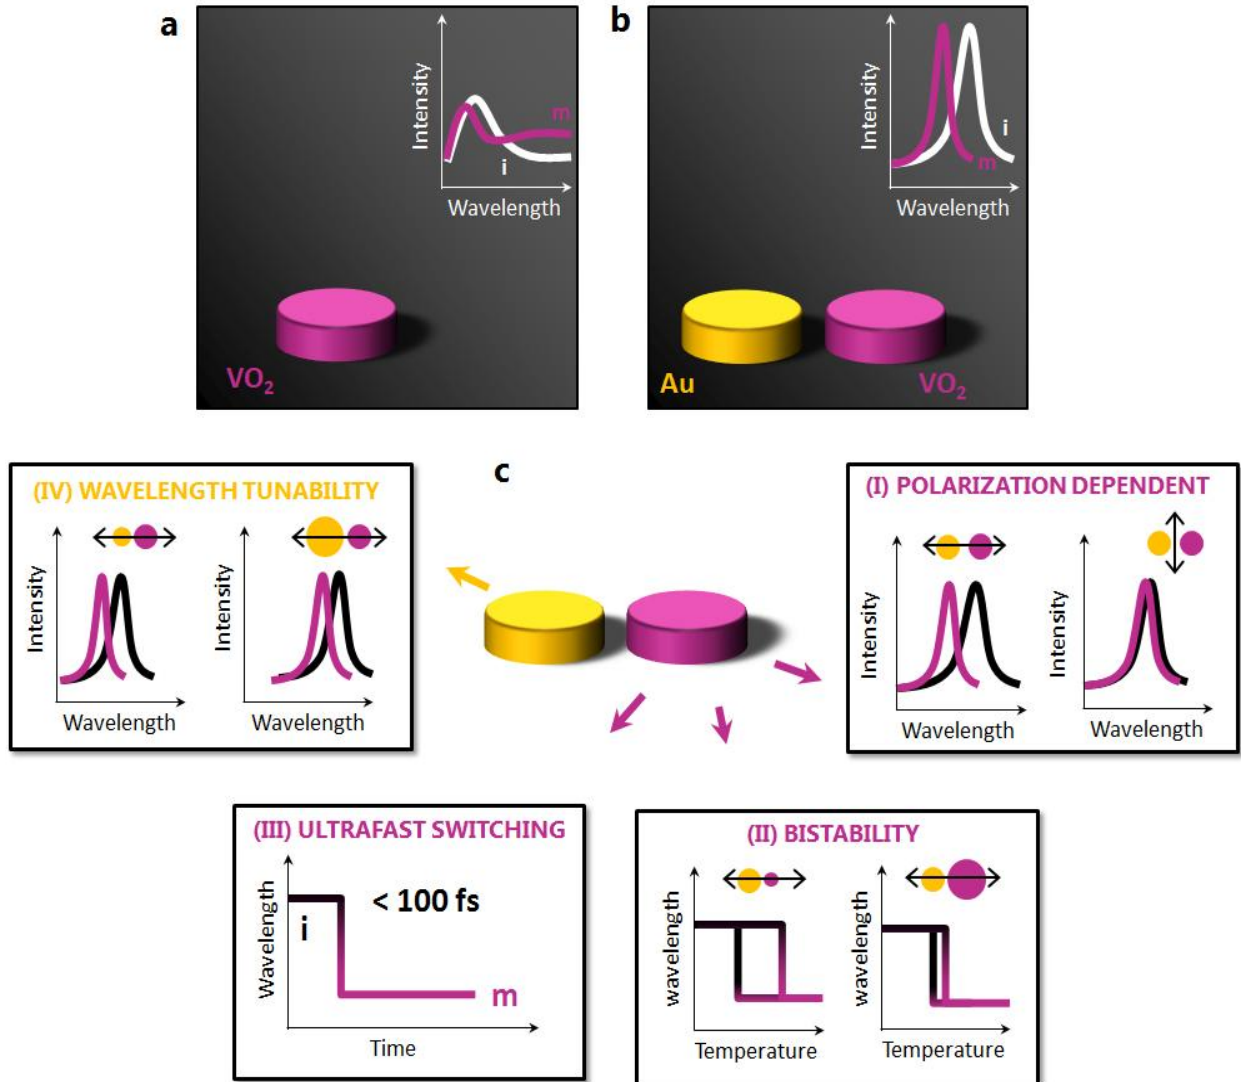 a
Intensity
m
i
Wavelength
VO₂
b
Intensity
i
m
Wavelength
Au
VO₂
c
(IV) WAVELENGTH TUNABILITY
Intensity
Wavelength
Intensity
Wavelength
(I) POLARIZATION DEPENDENT
Intensity
Wavelength
Intensity
Wavelength
(III) ULTRAFAST SWITCHING
Wavelength
i
< 100 fs
m
Time
(II) BISTABILITY
wavelength
Temperature
wavelength
Temperature